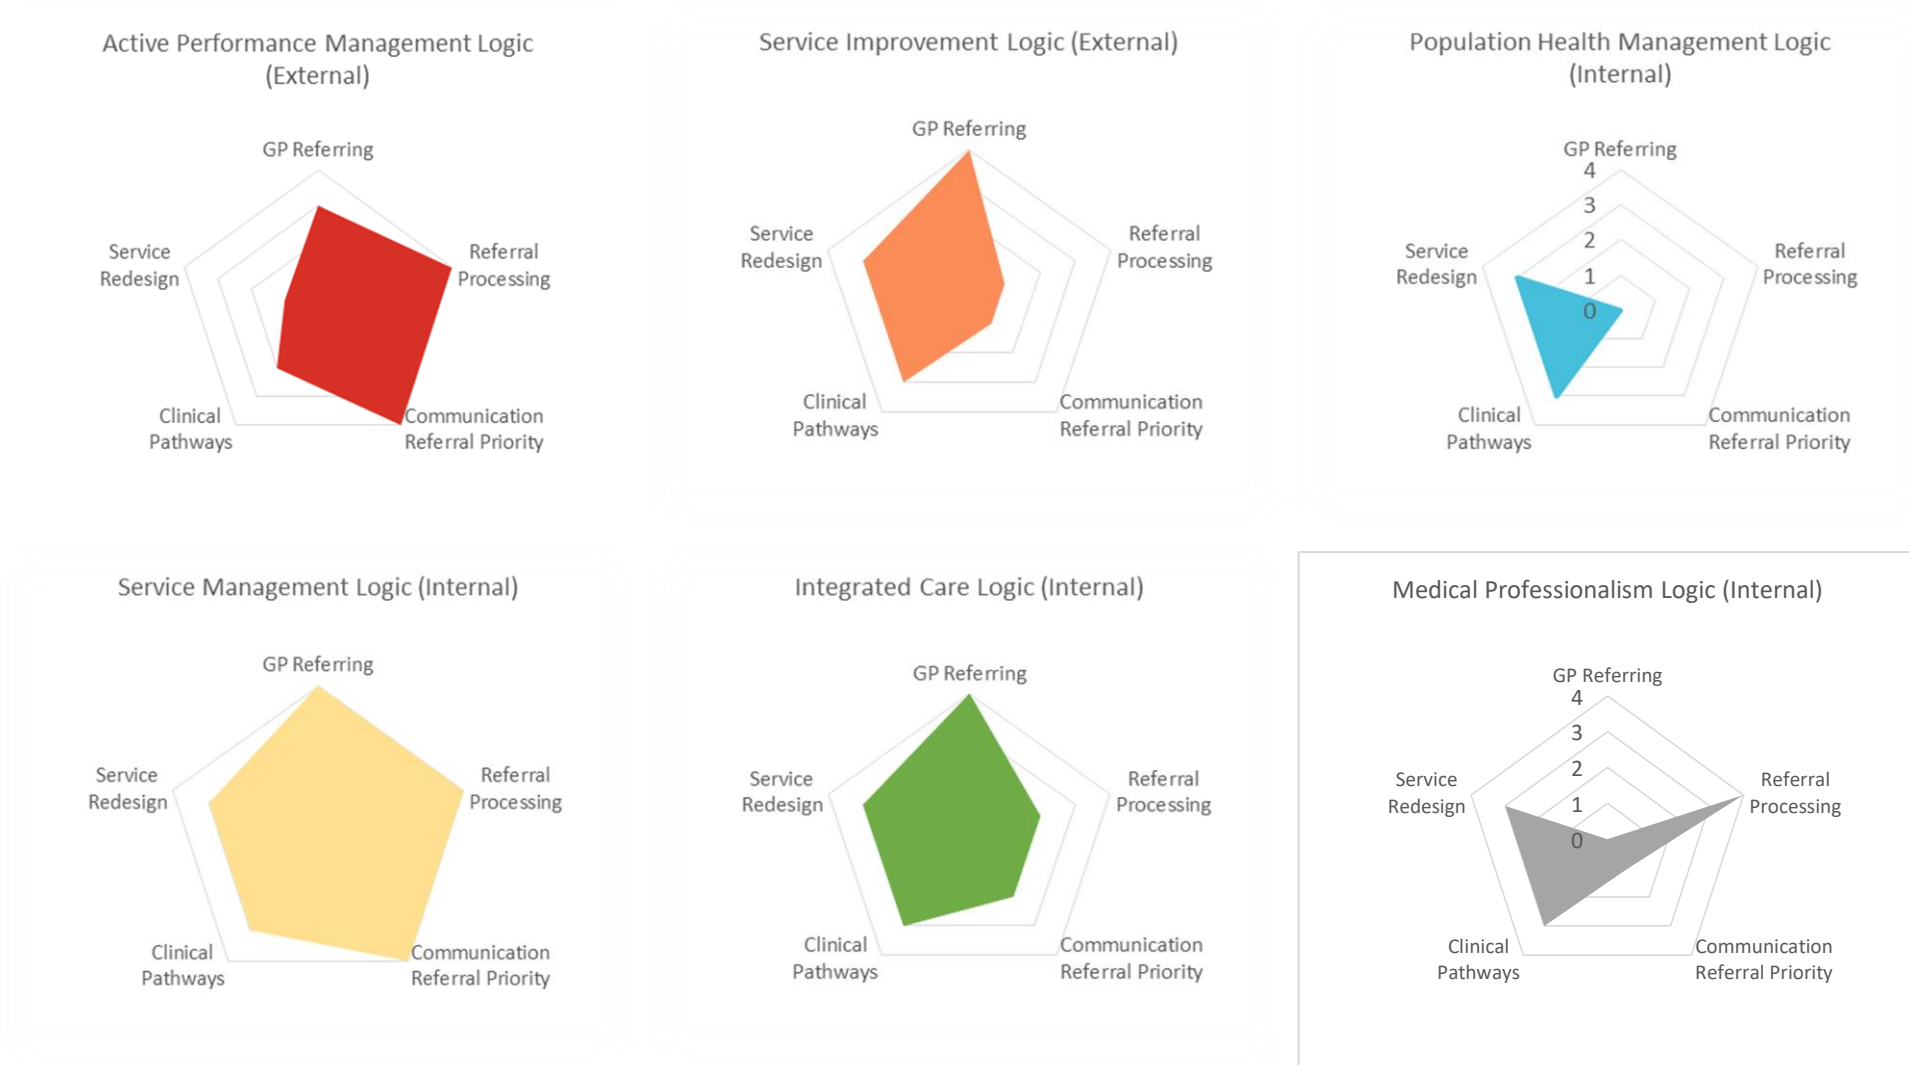 Active Performance Management Logic
(External)
GP Referring
Referral
Processing
Communication
Referral Priority
Clinical
Pathways
Service
Redesign
Service Improvement Logic (External)
GP Referring
Referral
Processing
Communication
Referral Priority
Clinical
Pathways
Service
Redesign
Population Health Management Logic
(Internal)
GP Referring
4
3
2
1
0
Referral
Processing
Communication
Referral Priority
Clinical
Pathways
Service
Redesign
Service Management Logic (Internal)
GP Referring
Referral
Processing
Communication
Referral Priority
Clinical
Pathways
Service
Redesign
Integrated Care Logic (Internal)
GP Referring
Referral
Processing
Communication
Referral Priority
Clinical
Pathways
Service
Redesign
Medical Professionalism Logic (Internal)
GP Referring
4
3
2
1
0
Referral
Processing
Communication
Referral Priority
Clinical
Pathways
Service
Redesign